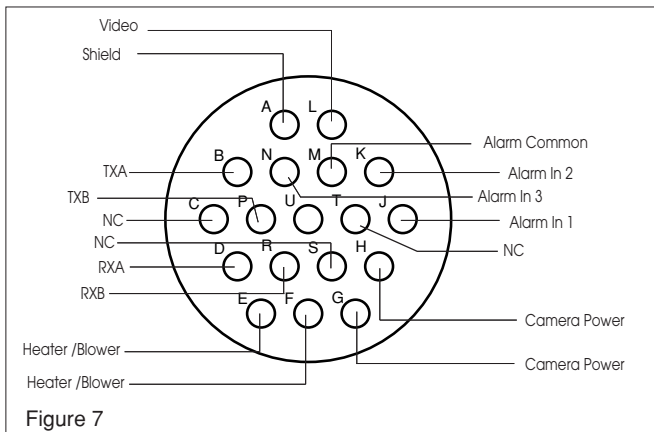 Video
Shield
A L
Alarm Common
B N M K
TXA
Alarm In 2
TXB
Alarm In 3
C P U T J
NC
Alarm In 1
NC
D R S H
NC
RXA
RXB
E F G
Camera Power
Heater /Blower
Camera Power
Heater /Blower
Figure 7